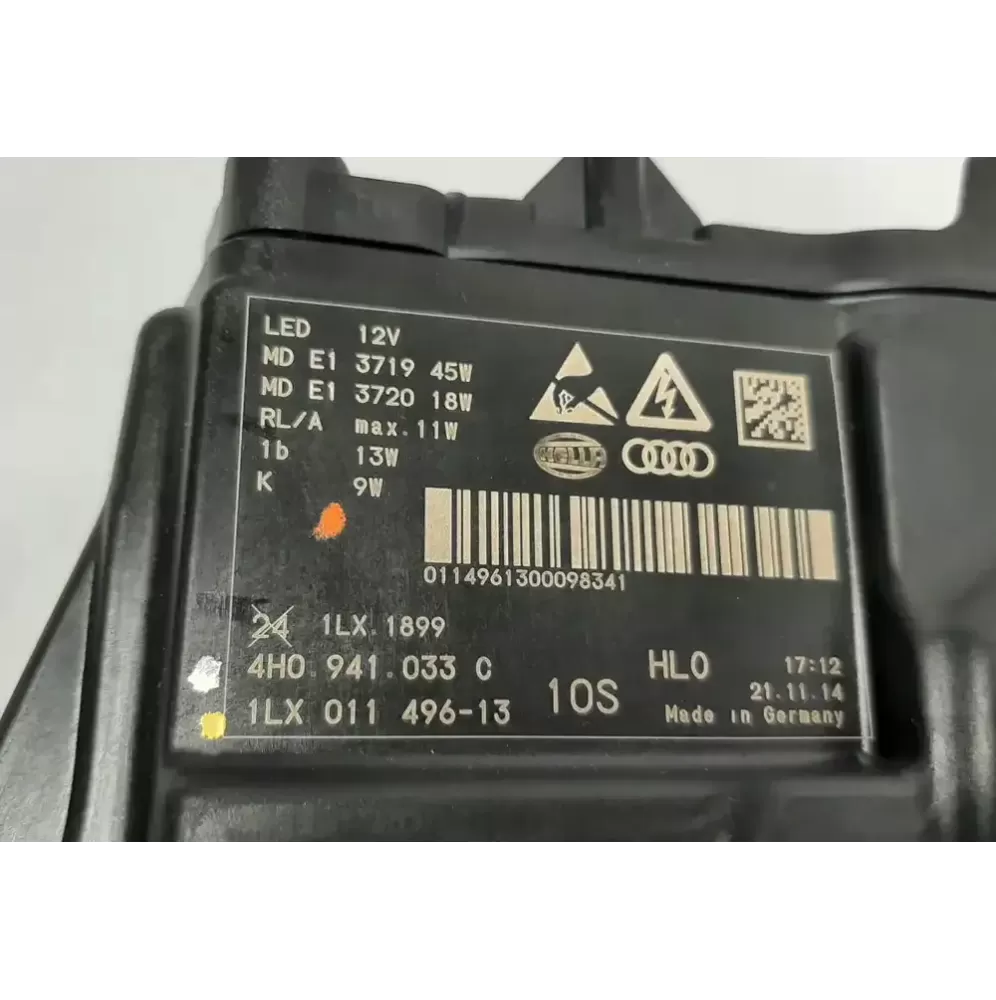 LED 12V
MD E1 3719 45W
MD E1 3720 18W
RL/A max.11W
1b 13W
K 9W
HELLA
0114961300098341
24 1LX.1899
4H0.941.033 C
HL0
17:12
1LX 011 496-13
10S
21.11.14
Made in Germany